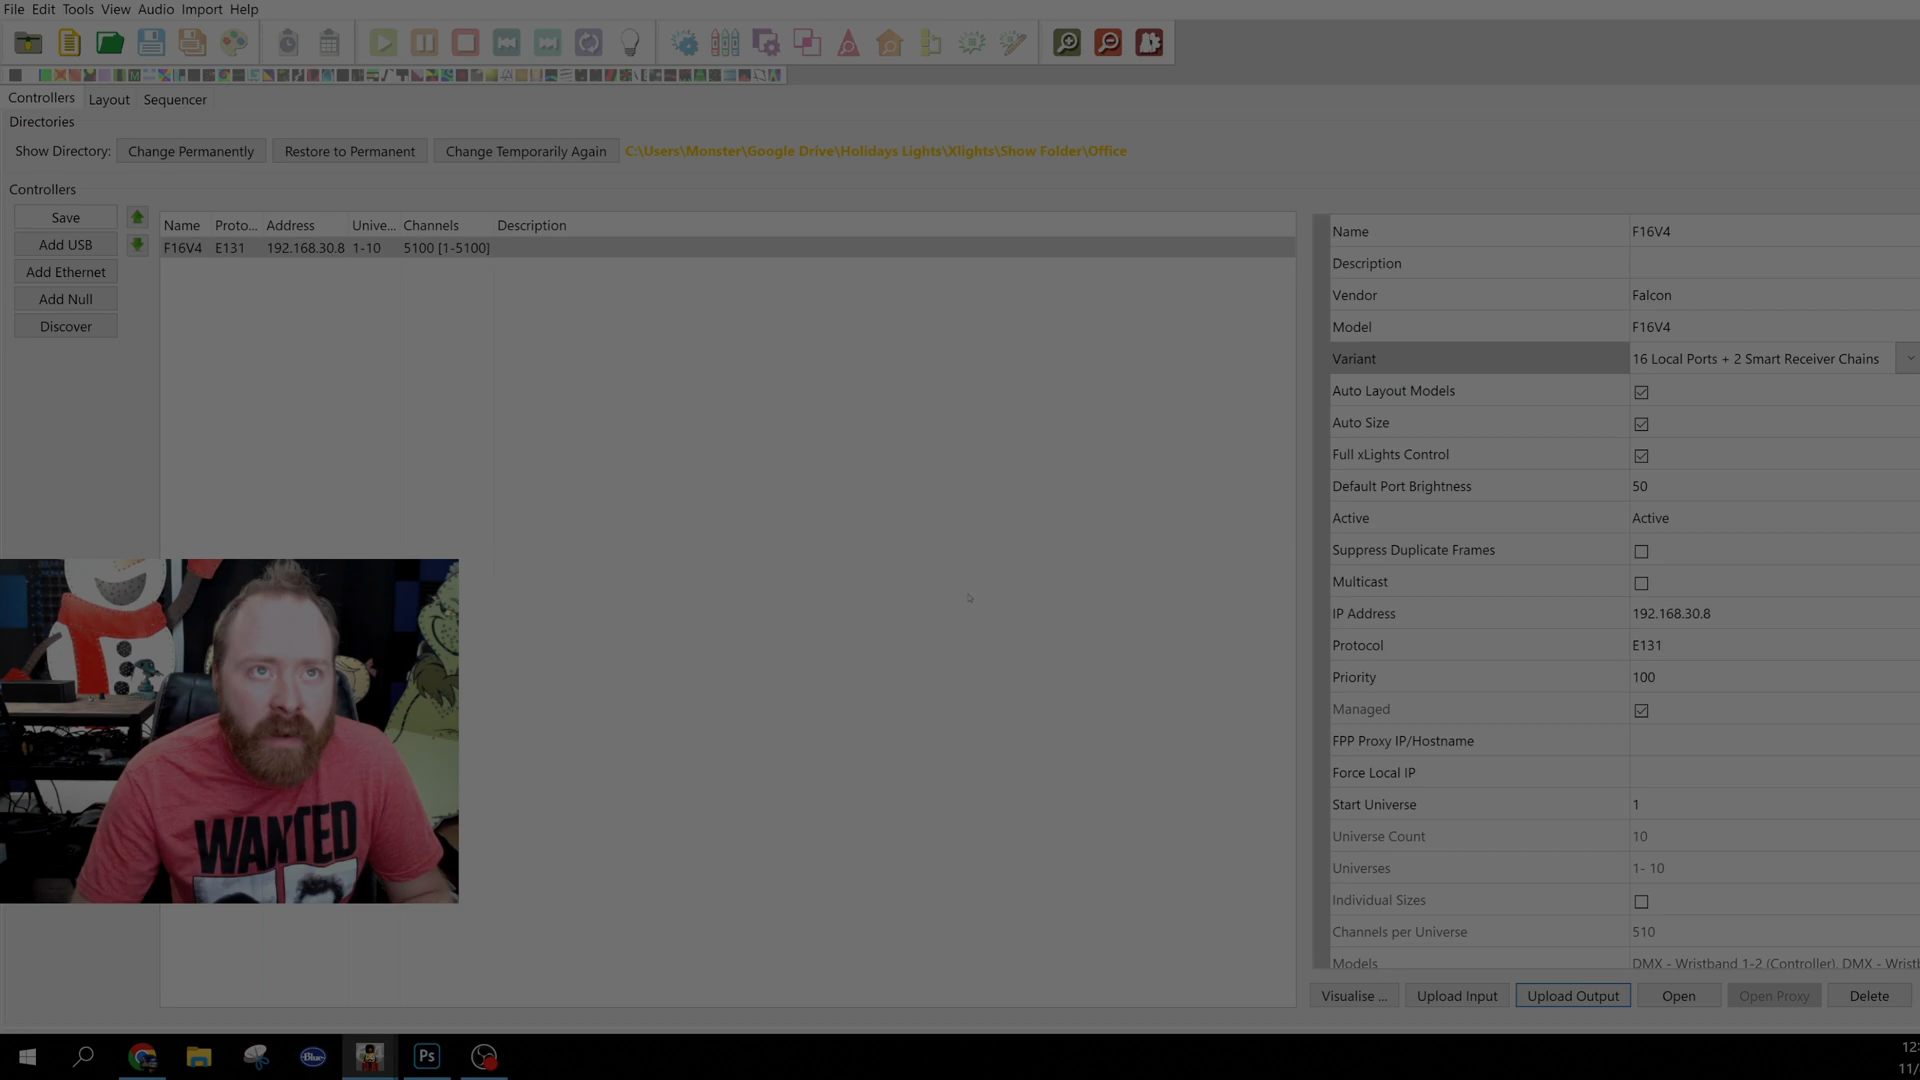 File Edit Tools View Audio Import Help
Controllers Layout Sequencer
Directories
Show Directory: Change Permanently Restore to Permanent Change Temporarily Again C:\Users\Monster\Google Drive\Holidays Lights\Xlights\Show Folder\Office
Controllers
Save
Add USB
Add Ethernet
Add Null
Discover
Name Proto... Address Unive... Channels Description
F16V4 E131 192.168.30.8 1-10 5100 [1-5100]
Name F16V4
Description
Vendor Falcon
Model F16V4
Variant 16 Local Ports + 2 Smart Receiver Chains
Auto Layout Models
Auto Size
Full xLights Control
Default Port Brightness 50
Active Active
Suppress Duplicate Frames
Multicast
IP Address 192.168.30.8
Protocol E131
Priority 100
Managed
FPP Proxy IP/Hostname
Force Local IP
Start Universe 1
Universe Count 10
Universes 1- 10
Individual Sizes
Channels per Universe 510
Models DMX - Wristband 1-2 (Controller), DMX - Wristb
Visualise ... Upload Input Upload Output Open Open Proxy Delete
WANTED
Blue
Ps
12:
11/